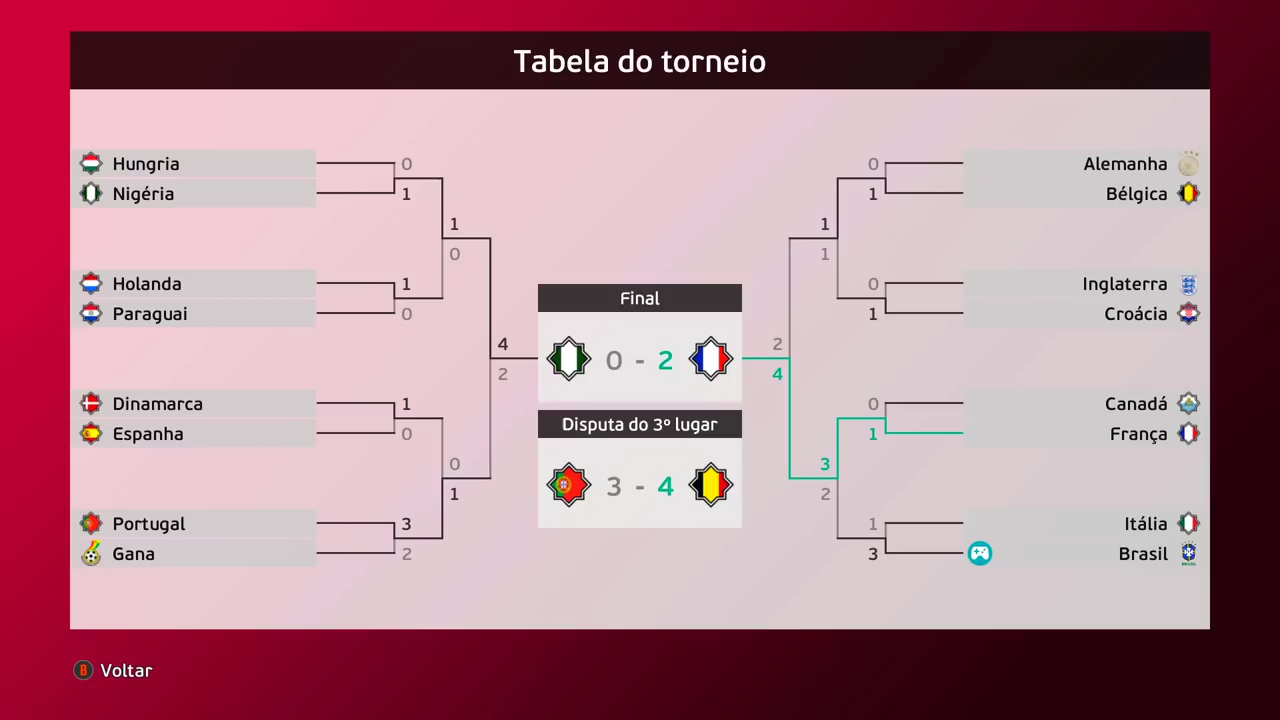 Tabela do torneio
Hungria 0
Nigéria 1
1
0
Holanda 1
Paraguai 0
4
2
Dinamarca 1
Espanha 0
0
1
Portugal 3
Gana 2
Final
0 - 2
Disputa do 3º lugar
3 - 4
0 Alemanha
1 Bélgica
1
1
0 Inglaterra
1 Croácia
2
4
0 Canadá
1 França
3
2
1 Itália
3 Brasil
BRASIL
B Voltar